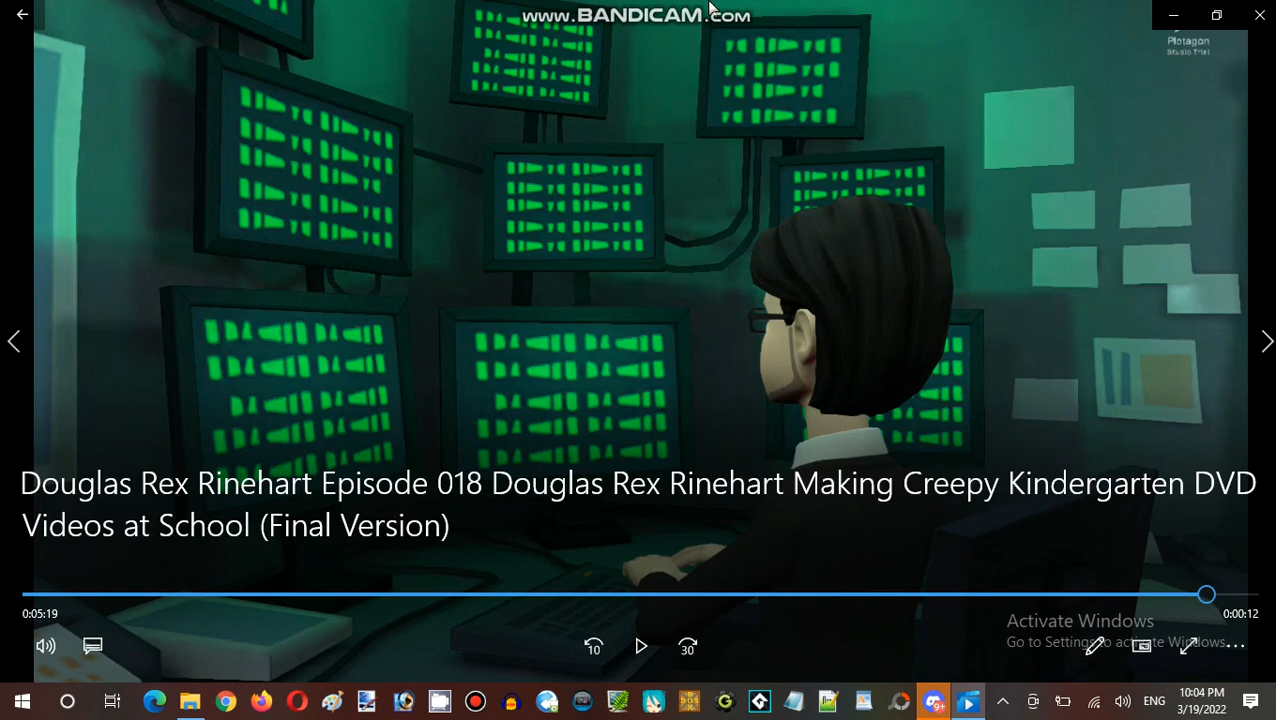 www.BANDICAM.com
Plotagon
Studio Trial
Douglas Rex Rinehart Episode 018 Douglas Rex Rinehart Making Creepy Kindergarten DVD
Videos at School (Final Version)
0:05:19
0:00:12
Activate Windows
Go to Settings to activate Windows.
10
30
9+
ENG
10:04 PM
3/19/2022